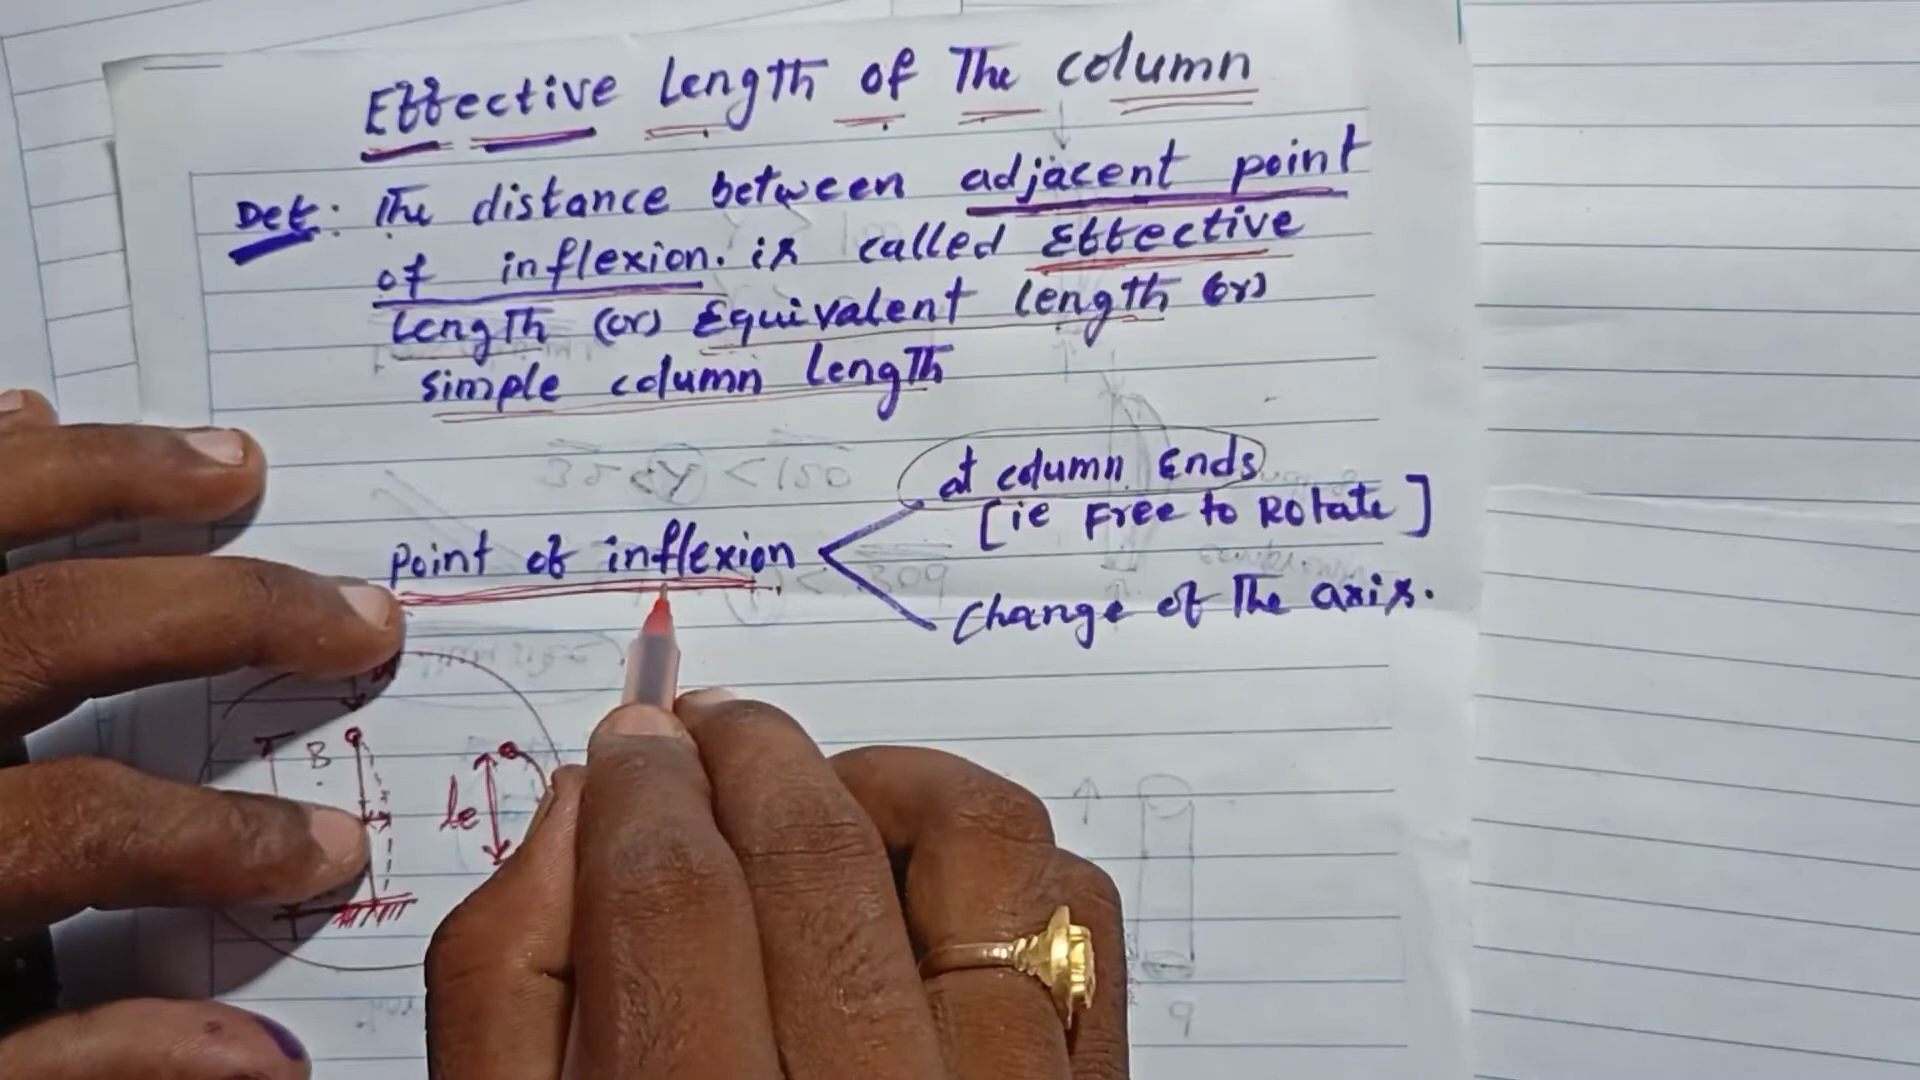 Effective Length of The column
Def: The distance between adjacent point
of inflexion. is called Effective
Length (or) Equivalent length (or)
simple column length
at column Ends
[ie Free to Rotate]
Point of inflexion
Change of The axis.
B
le
9